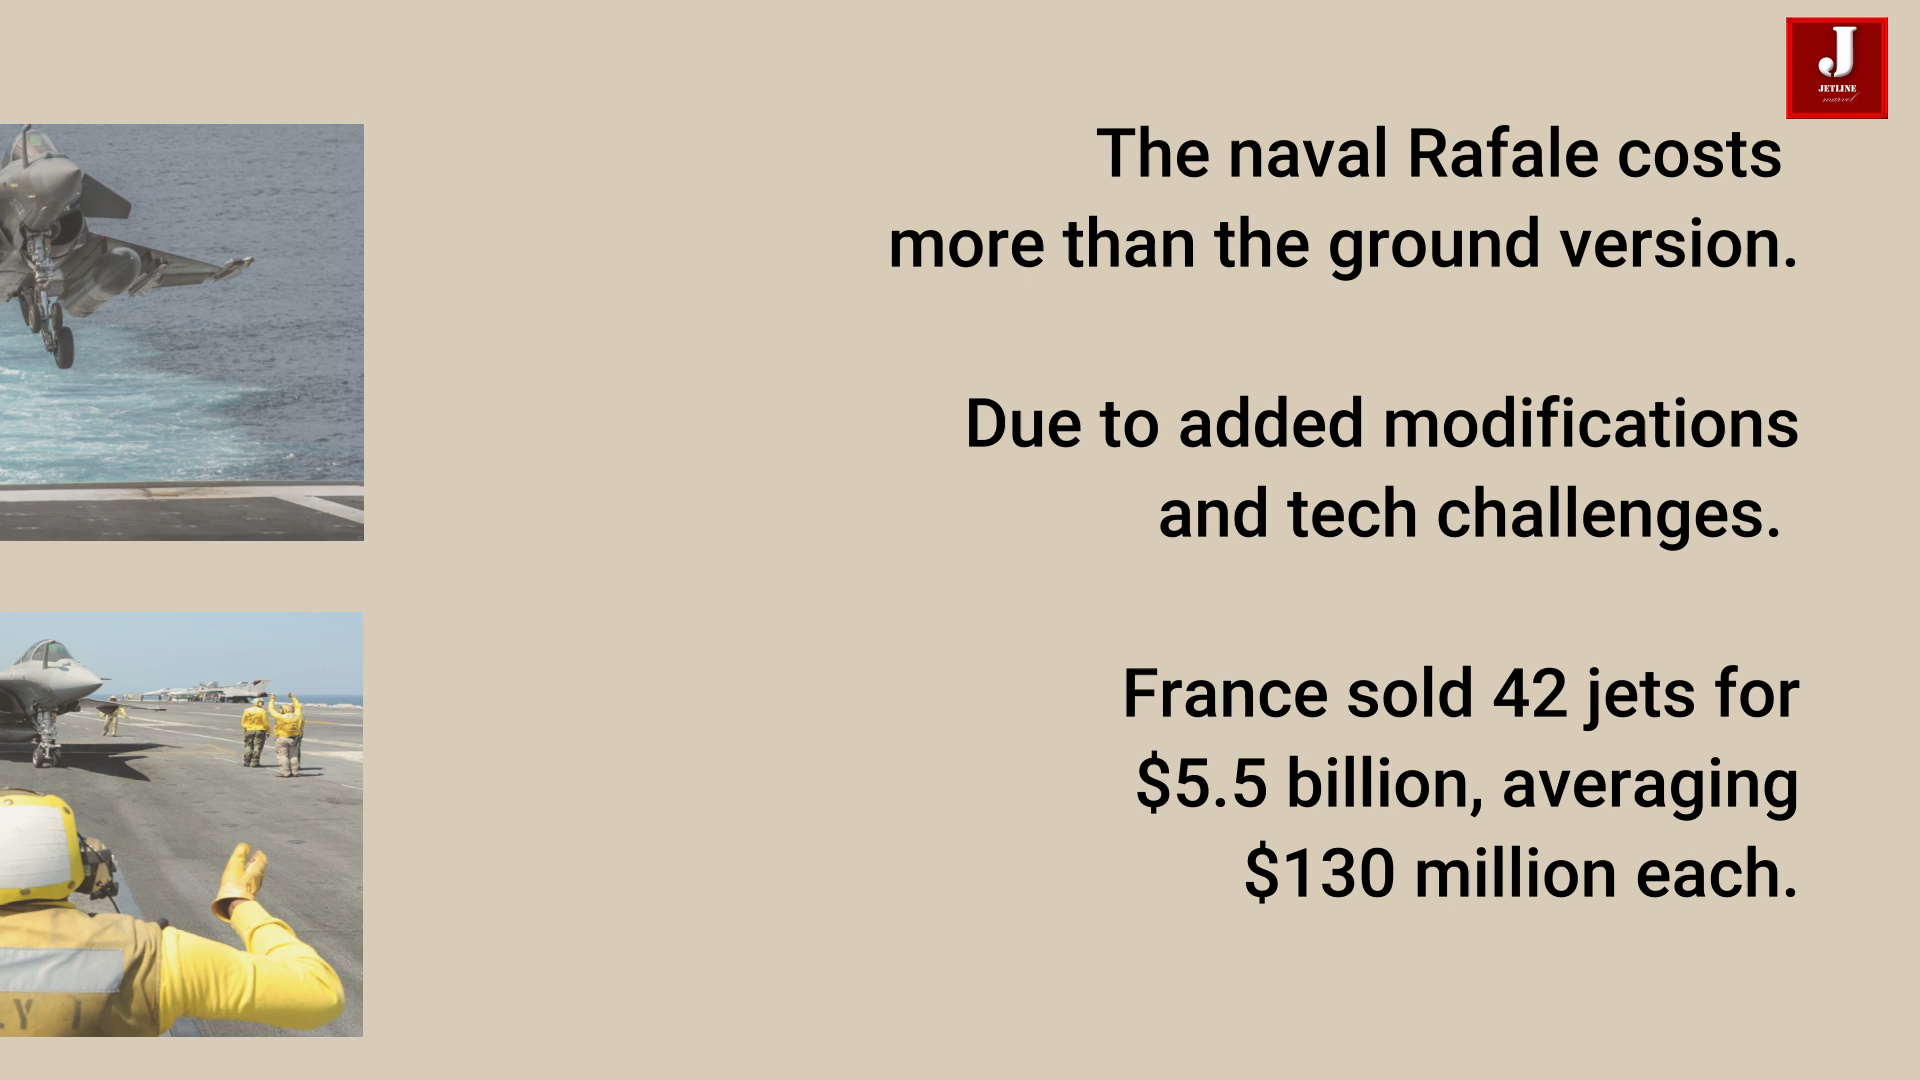 J
JETLINE
marvel
The naval Rafale costs
more than the ground version.
Due to added modifications
and tech challenges.
France sold 42 jets for
$5.5 billion, averaging
$130 million each.